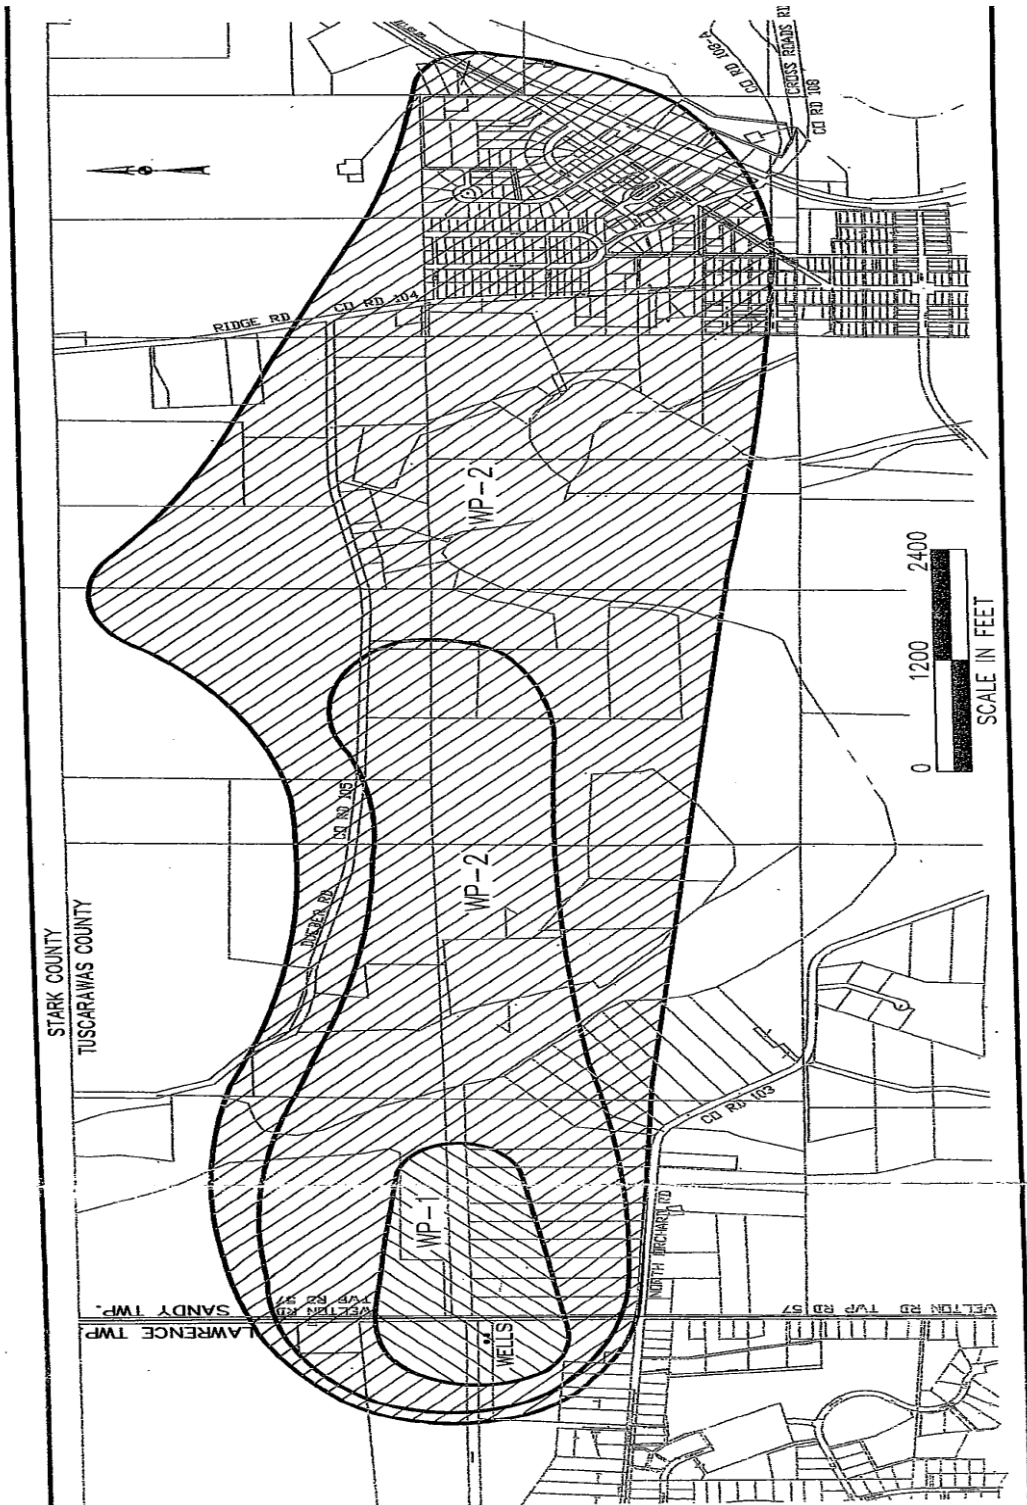 CO RD 108-A
CROSS ROADS RD
CO RD 108
RIDGE RD
CO RD 104
WP-2
0 1200 2400
SCALE IN FEET
CO RD 105
DUEBER RD
WP-2
STARK COUNTY
TUSCARAWAS COUNTY
CO RD 103
WP-1
NORTH ORCHARD RD
SANDY TWP.
LAWRENCE TWP.
WELTON RD
TWP RD 57
WELLS
WELTON RD TWP RD 57